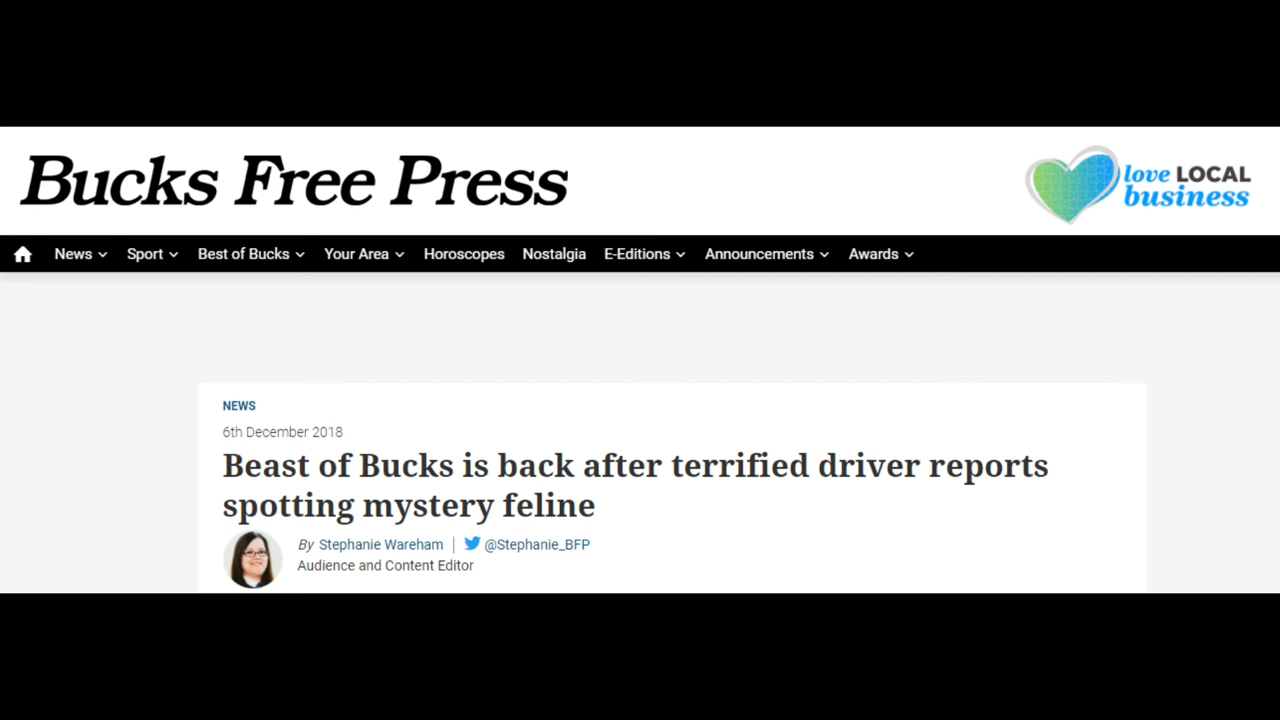 Bucks Free Press
love LOCAL
business
News Sport Best of Bucks Your Area Horoscopes Nostalgia E-Editions Announcements Awards
NEWS
6th December 2018
Beast of Bucks is back after terrified driver reports
spotting mystery feline
By Stephanie Wareham | @Stephanie_BFP
Audience and Content Editor